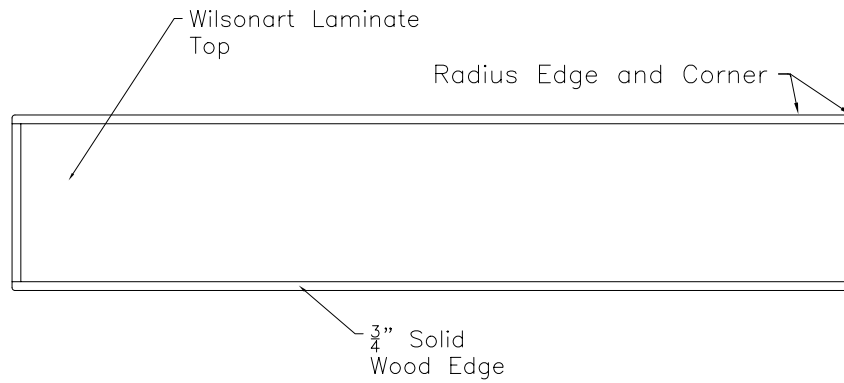 Wilsonart Laminate
Top
Radius Edge and Corner
¾” Solid
Wood Edge